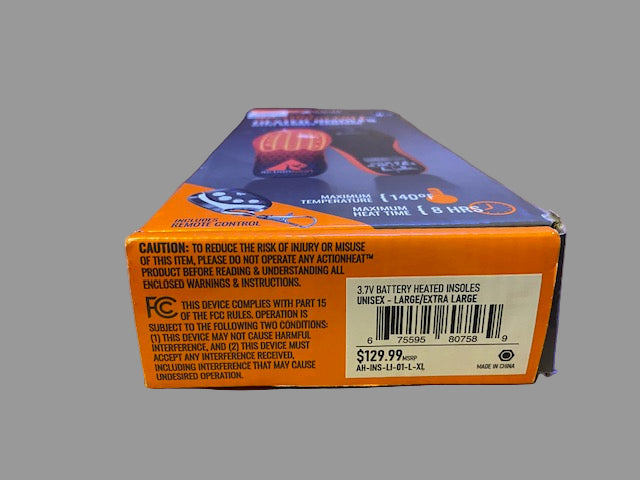 MAXIMUM
TEMPERATURE { 140°
MAXIMUM
HEAT TIME { 8 HRS
INCLUDES
REMOTE CONTROL
CAUTION: TO REDUCE THE RISK OF INJURY OR MISUSE
OF THIS ITEM, PLEASE DO NOT OPERATE ANY ACTIONHEAT™
PRODUCT BEFORE READING & UNDERSTANDING ALL
ENCLOSED WARNINGS & INSTRUCTIONS.
FC THIS DEVICE COMPLIES WITH PART 15
OF THE FCC RULES. OPERATION IS
SUBJECT TO THE FOLLOWING TWO CONDITIONS:
(1) THIS DEVICE MAY NOT CAUSE HARMFUL
INTERFERENCE, AND (2) THIS DEVICE MUST
ACCEPT ANY INTERFERENCE RECEIVED,
INCLUDING INTERFERENCE THAT MAY CAUSE
UNDESIRED OPERATION.
3.7V BATTERY HEATED INSOLES
UNISEX - LARGE/EXTRA LARGE
6 75595 80758 9
$129.99 MSRP
AH-INS-LI-01-L-XL
MADE IN CHINA